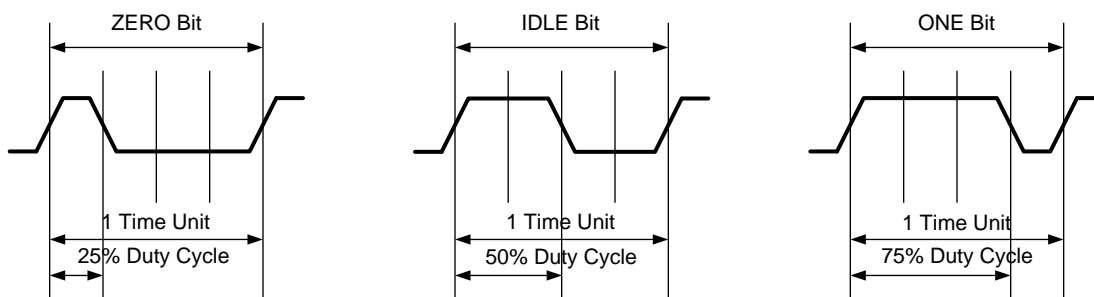 ZERO Bit
IDLE Bit
ONE Bit
1 Time Unit
1 Time Unit
1 Time Unit
25% Duty Cycle
50% Duty Cycle
75% Duty Cycle